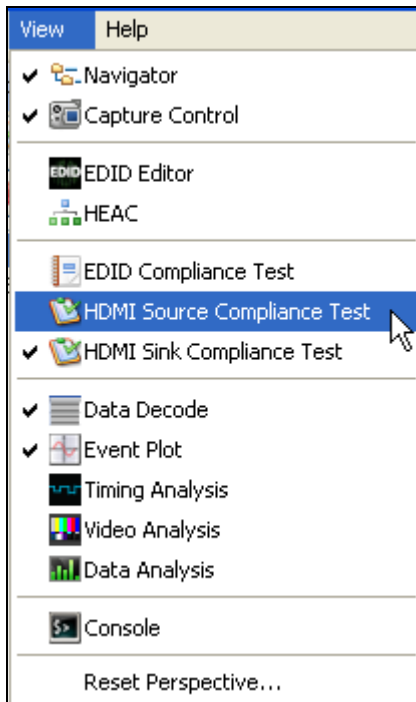 View Help
Navigator
Capture Control
EDID EDID Editor
HEAC
EDID Compliance Test
HDMI Source Compliance Test
HDMI Sink Compliance Test
Data Decode
Event Plot
Timing Analysis
Video Analysis
Data Analysis
Console
Reset Perspective...